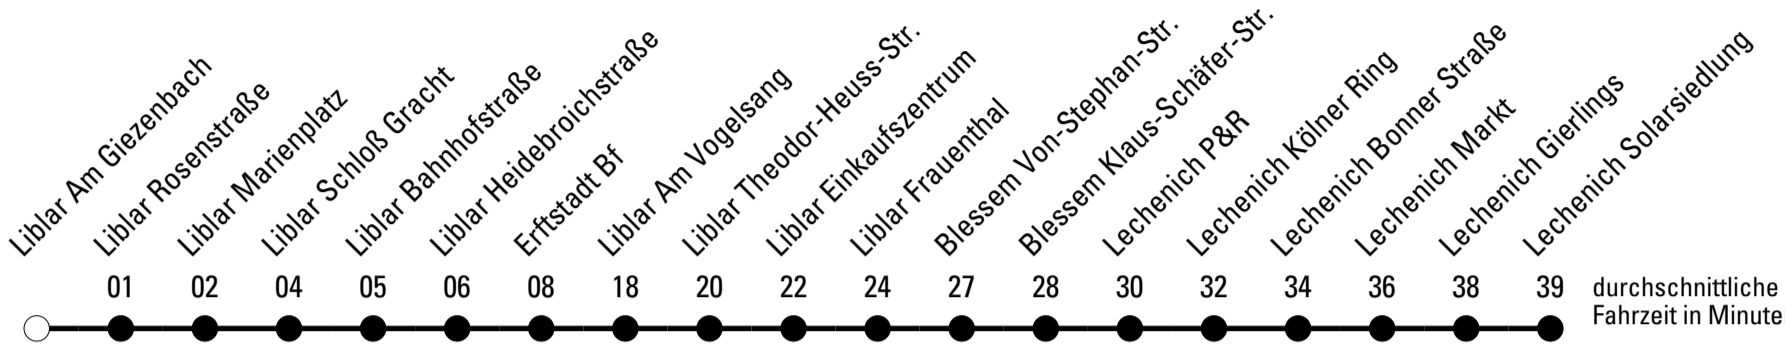 Liblar Am Giezenbach
Liblar Rosenstraße
Liblar Marienplatz
Liblar Schloß Gracht
Liblar Bahnhofstraße
Liblar Heidebroichstraße
Erftstadt Bf
Liblar Am Vogelsang
Liblar Theodor-Heuss-Str.
Liblar Einkaufszentrum
Liblar Frauenthal
Blessem Von-Stephan-Str.
Blessem Klaus-Schäfer-Str.
Lechenich P&R
Lechenich Kölner Ring
Lechenich Bonner Straße
Lechenich Markt
Lechenich Gierlings
Lechenich Solarsiedlung
01 02 04 05 06 08 18 20 22 24 27 28 30 32 34 36 38 39 durchschnittliche
Fahrzeit in Minute